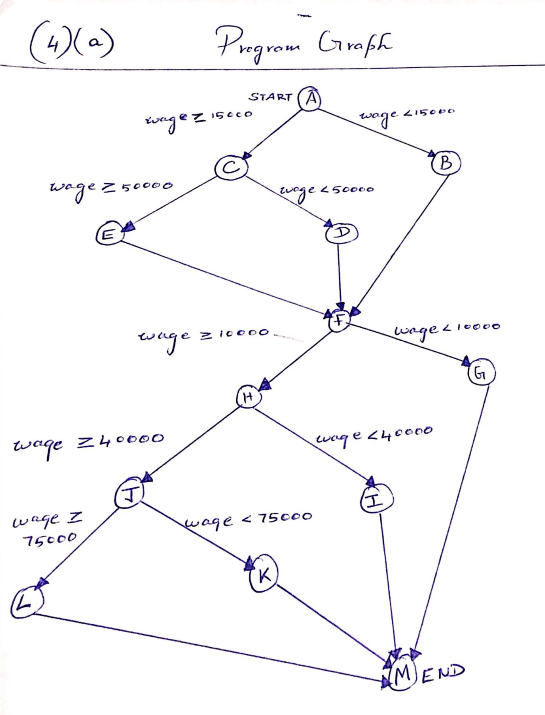 (4)(a) Program Graph
START A
wage ≥ 15000 wage < 15000
C B
wage ≥ 50000 wage < 50000
E D
F
wage ≥ 10000 wage < 10000
G
H
wage ≥ 40000 wage < 40000
J I
wage ≥ 75000 wage < 75000
K
L
M END